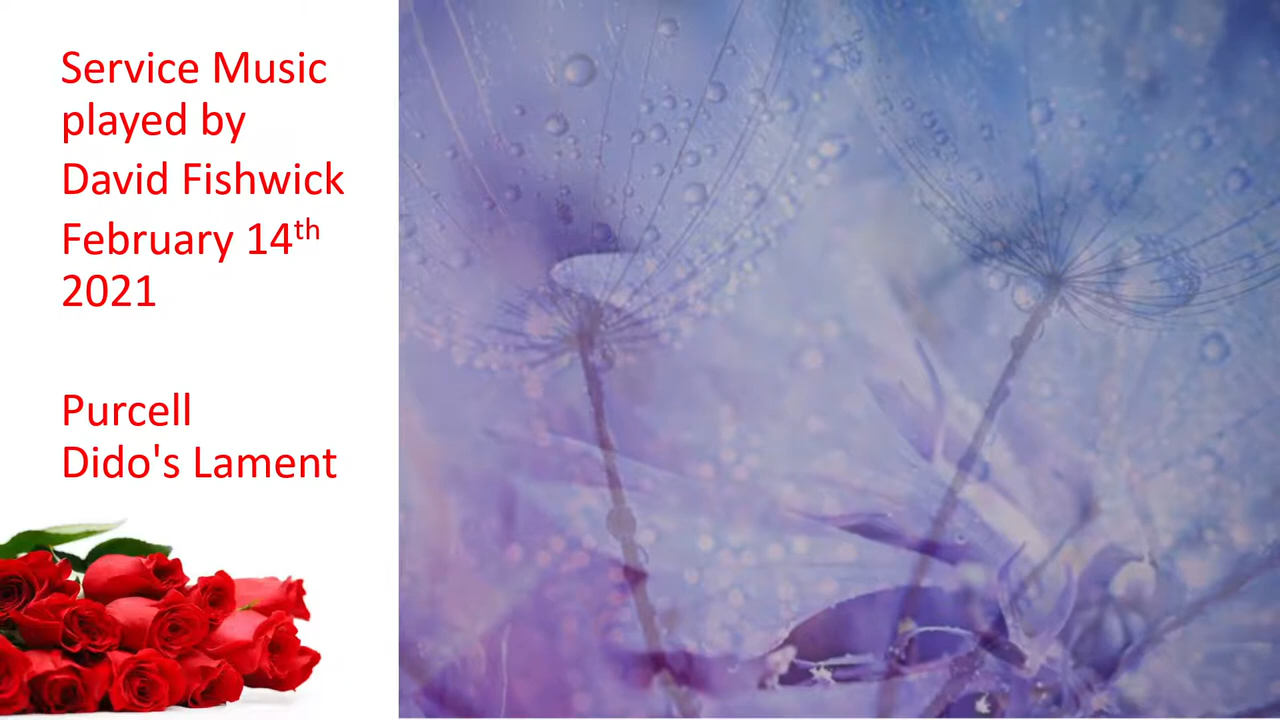 Service Music
played by
David Fishwick
February 14th
2021
Purcell
Dido's Lament